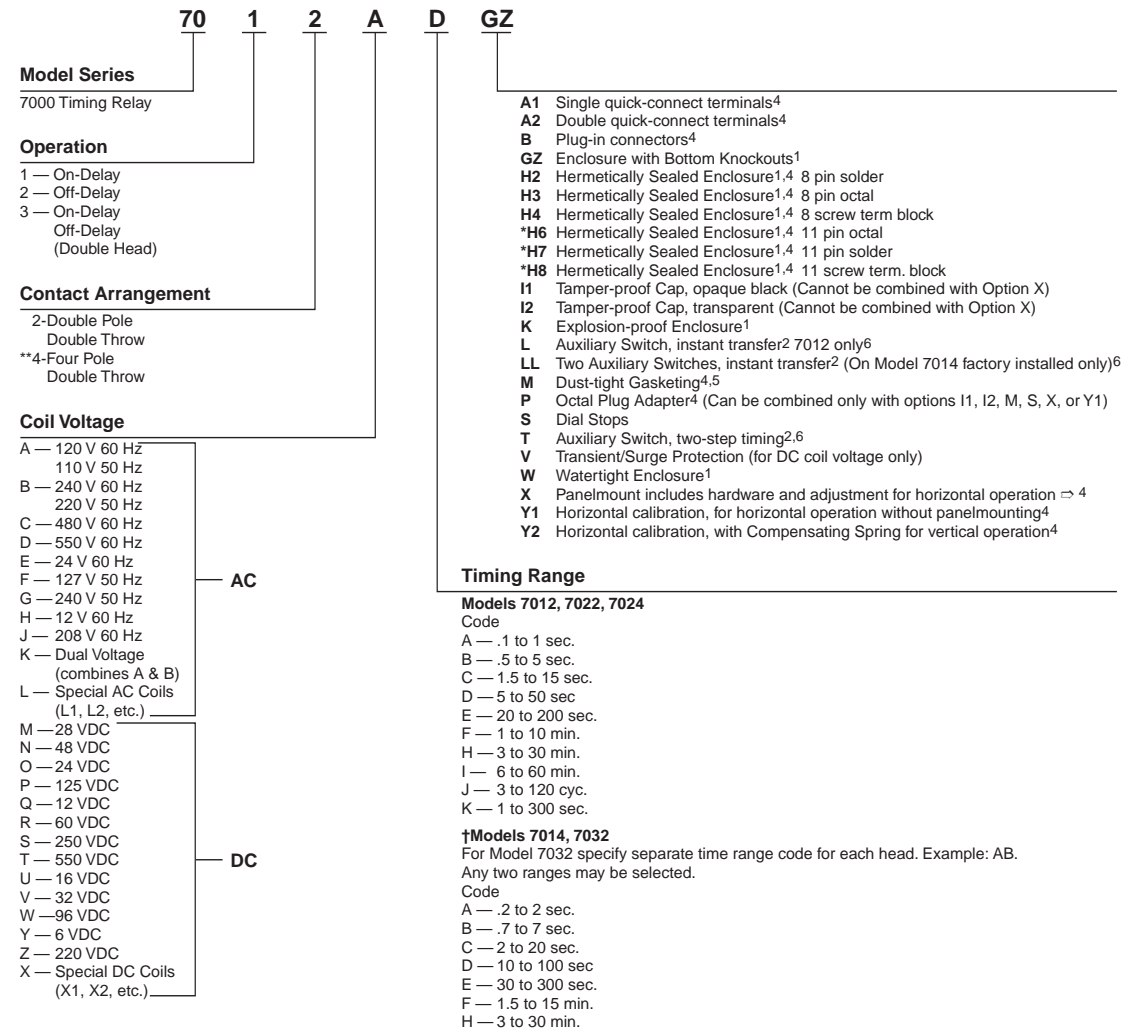 70 1 2 A D GZ
Model Series
7000 Timing Relay
Operation
1 — On-Delay
2 — Off-Delay
3 — On-Delay
Off-Delay
(Double Head)
Contact Arrangement
2-Double Pole
Double Throw
**4-Four Pole
Double Throw
Coil Voltage
A — 120 V 60 Hz
110 V 50 Hz
B — 240 V 60 Hz
220 V 50 Hz
C — 480 V 60 Hz
D — 550 V 60 Hz
E — 24 V 60 Hz
F — 127 V 50 Hz
G — 240 V 50 Hz
H — 12 V 60 Hz
J — 208 V 60 Hz
K — Dual Voltage
(combines A & B)
L — Special AC Coils
(L1, L2, etc.)
AC
M — 28 VDC
N — 48 VDC
O — 24 VDC
P — 125 VDC
Q — 12 VDC
R — 60 VDC
S — 250 VDC
T — 550 VDC
U — 16 VDC
V — 32 VDC
W —96 VDC
Y — 6 VDC
Z — 220 VDC
X — Special DC Coils
(X1, X2, etc.)
DC
A1 Single quick-connect terminals4
A2 Double quick-connect terminals4
B Plug-in connectors4
GZ Enclosure with Bottom Knockouts1
H2 Hermetically Sealed Enclosure1,4 8 pin solder
H3 Hermetically Sealed Enclosure1,4 8 pin octal
H4 Hermetically Sealed Enclosure1,4 8 screw term block
*H6 Hermetically Sealed Enclosure1,4 11 pin octal
*H7 Hermetically Sealed Enclosure1,4 11 pin solder
*H8 Hermetically Sealed Enclosure1,4 11 screw term. block
I1 Tamper-proof Cap, opaque black (Cannot be combined with Option X)
I2 Tamper-proof Cap, transparent (Cannot be combined with Option X)
K Explosion-proof Enclosure1
L Auxiliary Switch, instant transfer2 7012 only6
LL Two Auxiliary Switches, instant transfer2 (On Model 7014 factory installed only)6
M Dust-tight Gasketing4,5
P Octal Plug Adapter4 (Can be combined only with options I1, I2, M, S, X, or Y1)
S Dial Stops
T Auxiliary Switch, two-step timing2,6
V Transient/Surge Protection (for DC coil voltage only)
W Watertight Enclosure1
X Panelmount includes hardware and adjustment for horizontal operation ⇨ 4
Y1 Horizontal calibration, for horizontal operation without panelmounting4
Y2 Horizontal calibration, with Compensating Spring for vertical operation4
Timing Range
Models 7012, 7022, 7024
Code
A — .1 to 1 sec.
B — .5 to 5 sec.
C — 1.5 to 15 sec.
D — 5 to 50 sec
E — 20 to 200 sec.
F — 1 to 10 min.
H — 3 to 30 min.
I — 6 to 60 min.
J — 3 to 120 cyc.
K — 1 to 300 sec.
†Models 7014, 7032
For Model 7032 specify separate time range code for each head. Example: AB.
Any two ranges may be selected.
Code
A — .2 to 2 sec.
B — .7 to 7 sec.
C — 2 to 20 sec.
D — 10 to 100 sec
E — 30 to 300 sec.
F — 1.5 to 15 min.
H — 3 to 30 min.